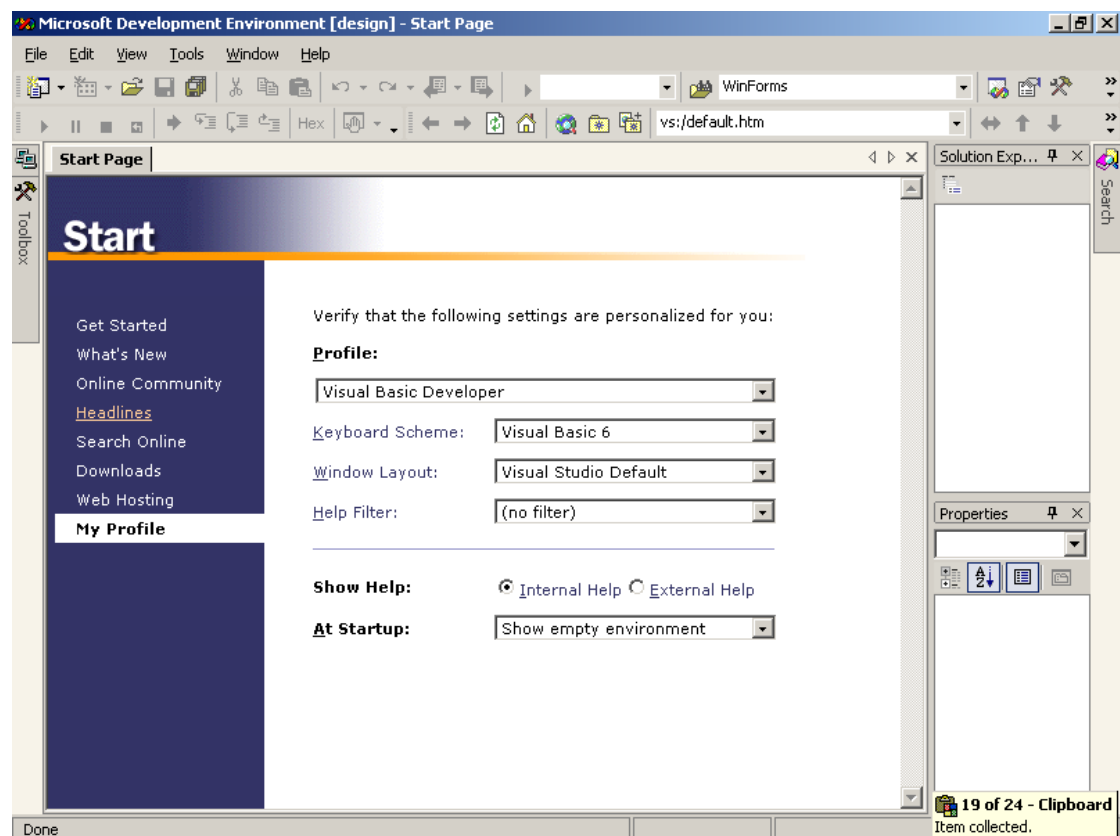 Microsoft Development Environment [design] - Start Page
File Edit View Tools Window Help
WinForms
Hex vs:/default.htm
Start Page
Solution Exp...
Search
Toolbox
Start
Get Started
What's New
Online Community
Headlines
Search Online
Downloads
Web Hosting
My Profile
Verify that the following settings are personalized for you:
Profile:
Visual Basic Developer
Keyboard Scheme: Visual Basic 6
Window Layout: Visual Studio Default
Help Filter: (no filter)
Show Help: Internal Help External Help
At Startup: Show empty environment
Properties
19 of 24 - Clipboard
Item collected.
Done